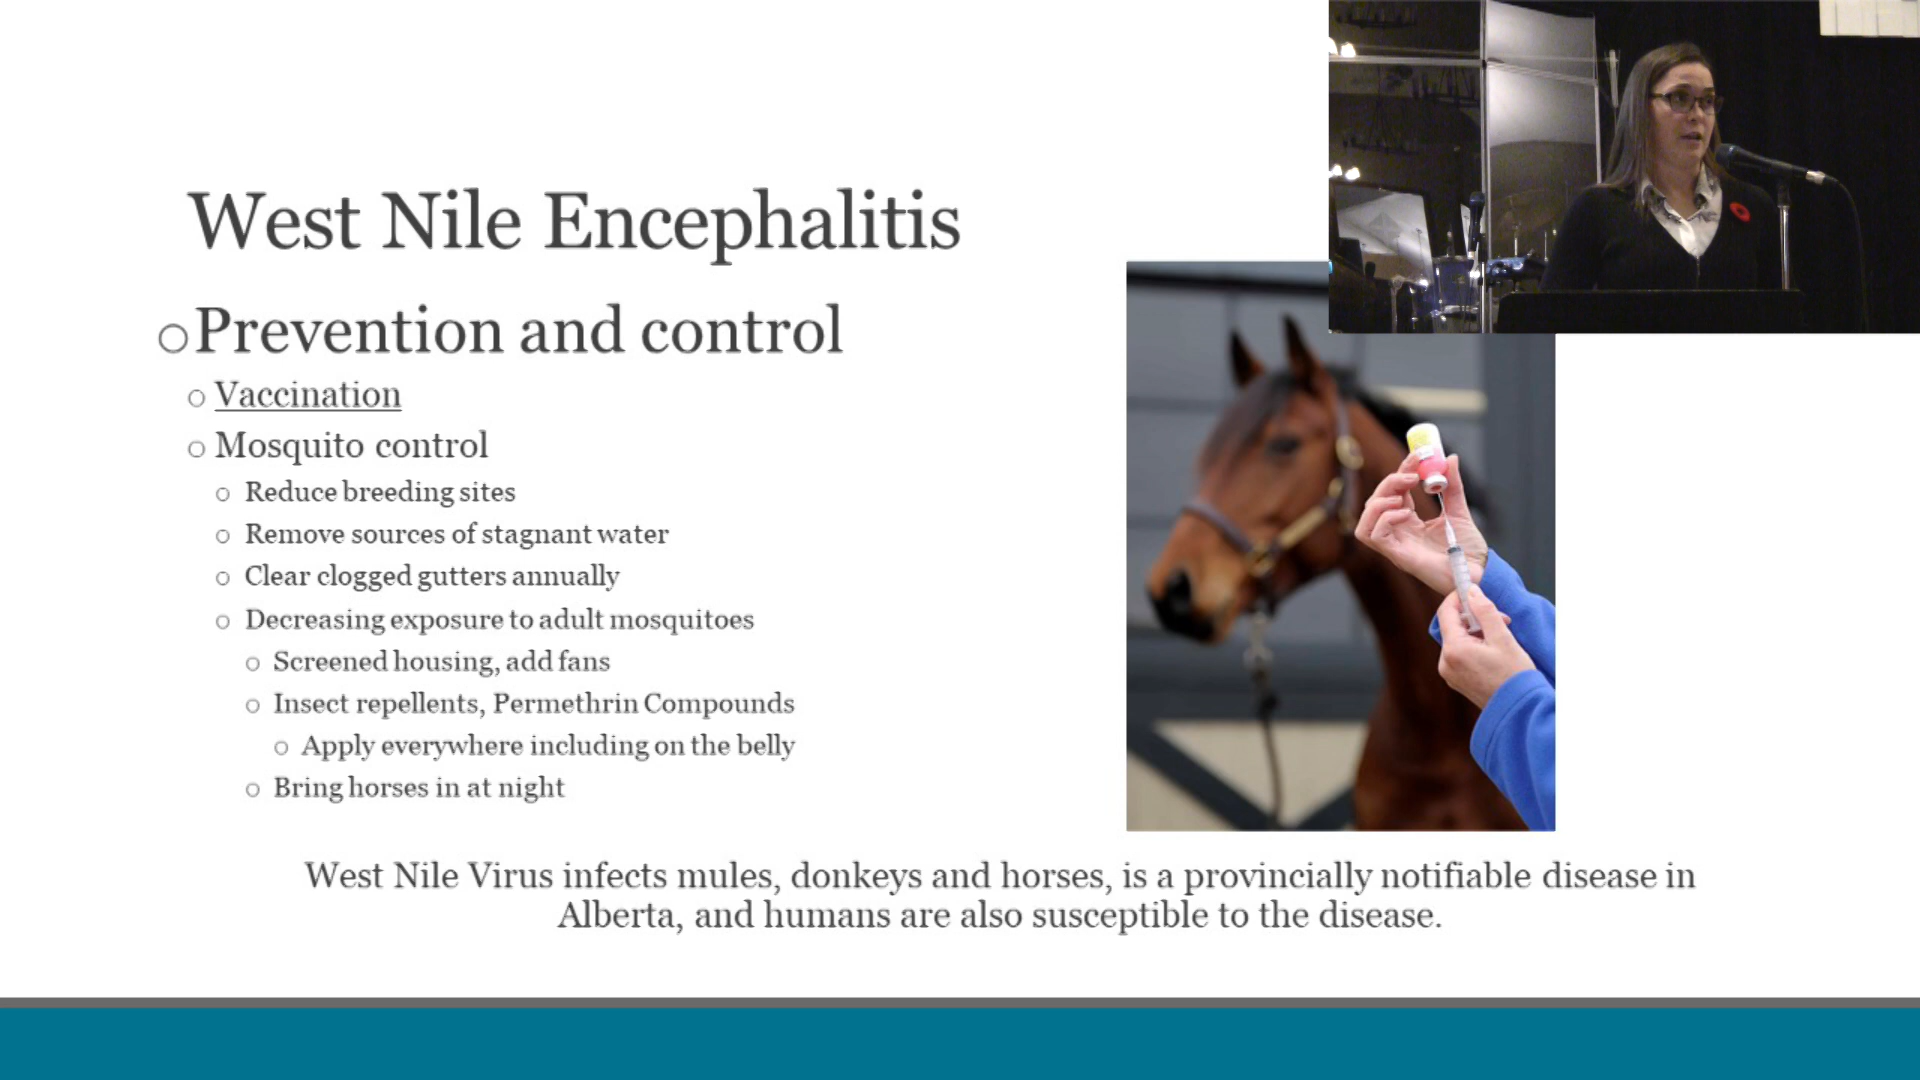 West Nile Encephalitis
Prevention and control
Vaccination
Mosquito control
Reduce breeding sites
Remove sources of stagnant water
Clear clogged gutters annually
Decreasing exposure to adult mosquitoes
Screened housing, add fans
Insect repellents, Permethrin Compounds
Apply everywhere including on the belly
Bring horses in at night
West Nile Virus infects mules, donkeys and horses, is a provincially notifiable disease in
Alberta, and humans are also susceptible to the disease.